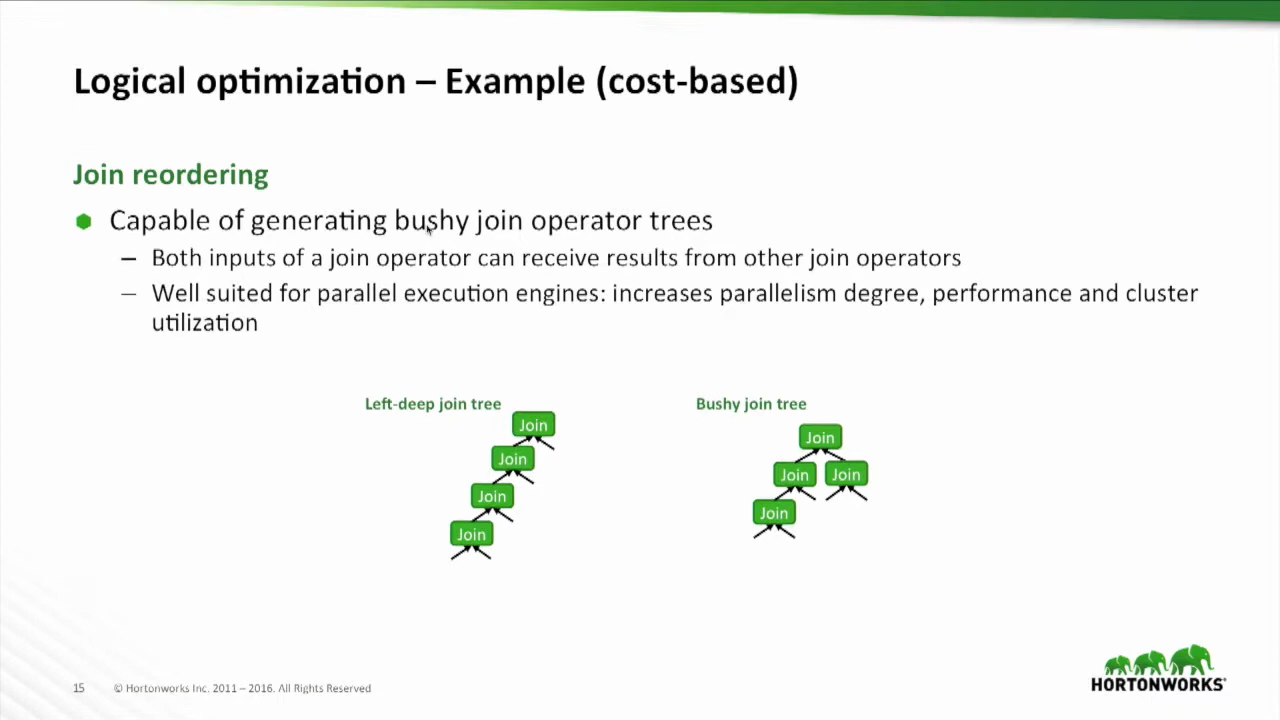 Logical optimization – Example (cost-based)
Join reordering
Capable of generating bushy join operator trees
– Both inputs of a join operator can receive results from other join operators
– Well suited for parallel execution engines: increases parallelism degree, performance and cluster
utilization
Left-deep join tree
Join
Join
Join
Join
Bushy join tree
Join
Join Join
Join
15 © Hortonworks Inc. 2011 – 2016. All Rights Reserved
HORTONWORKS